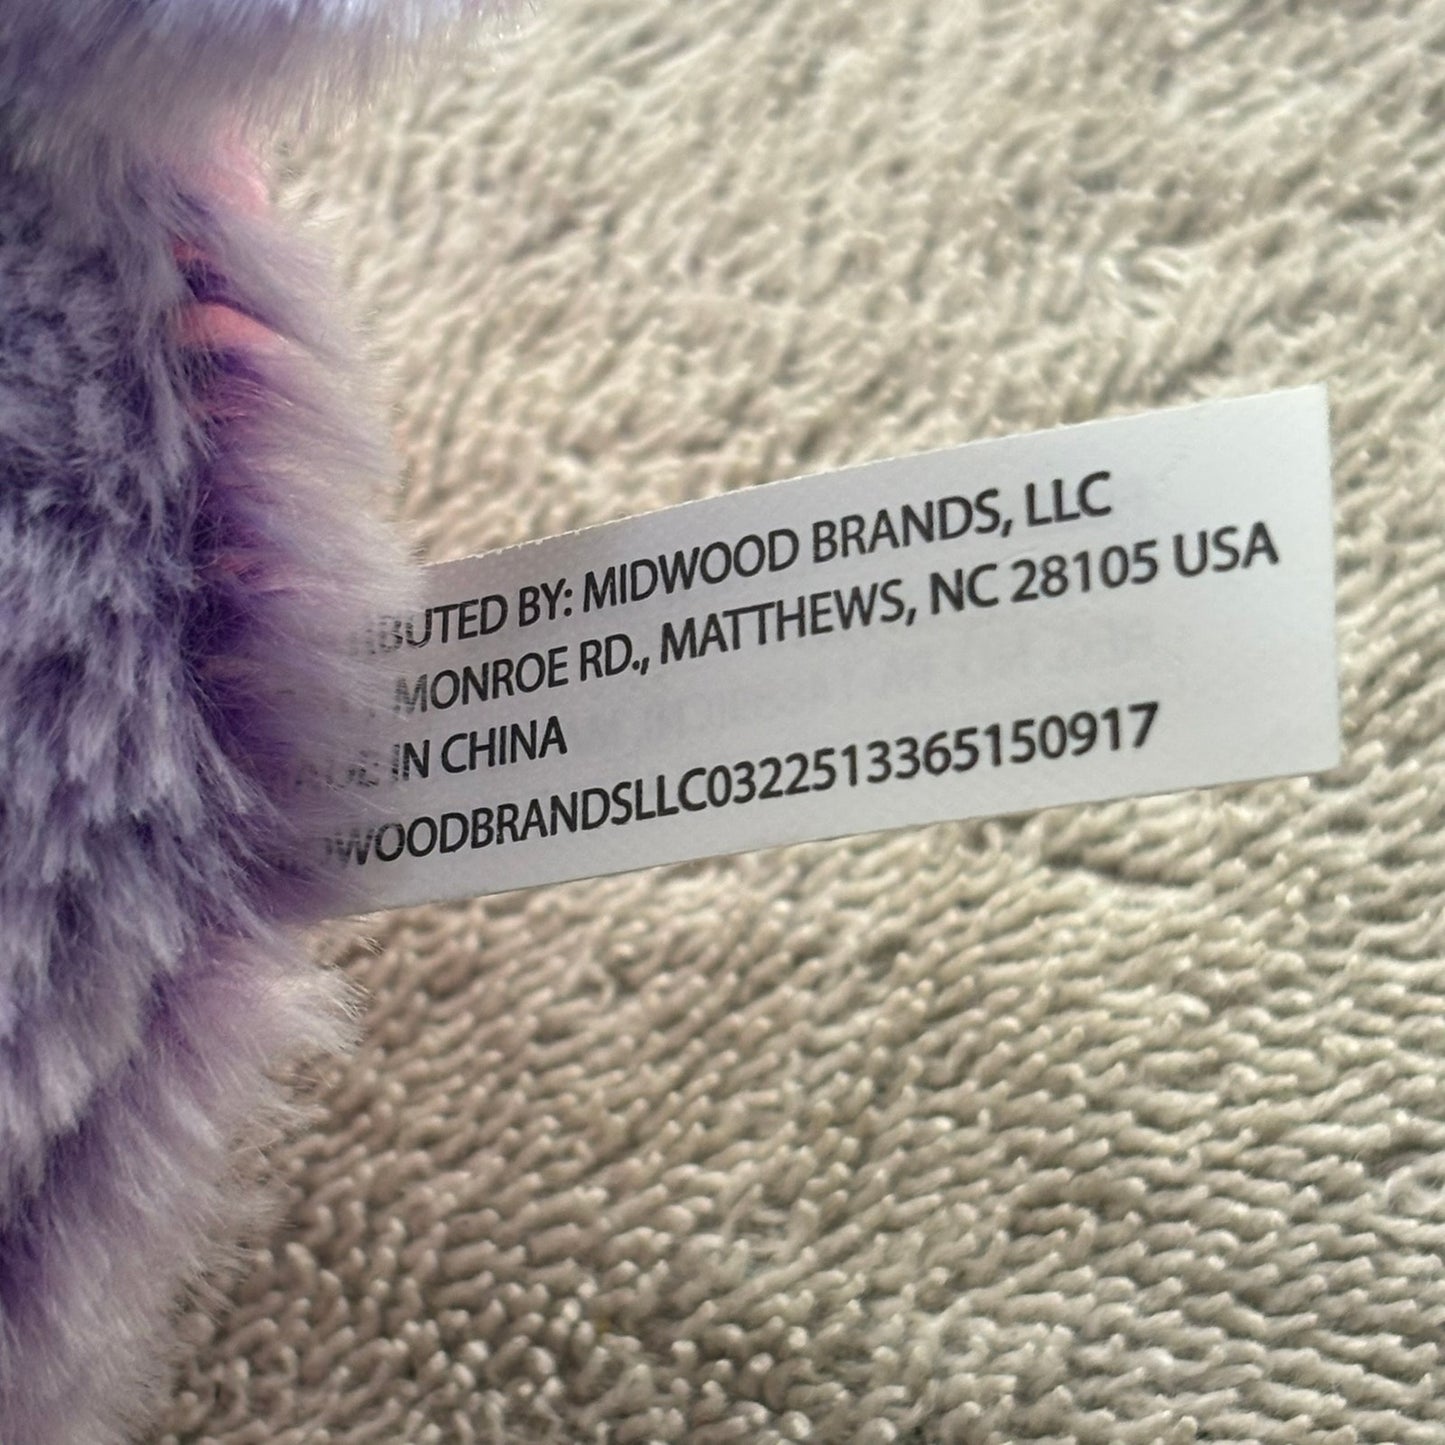 BUTED BY: MIDWOOD BRANDS, LLC
MONROE RD., MATTHEWS, NC 28105 USA
IN CHINA
WOODBRANDSLLC0322513365150917